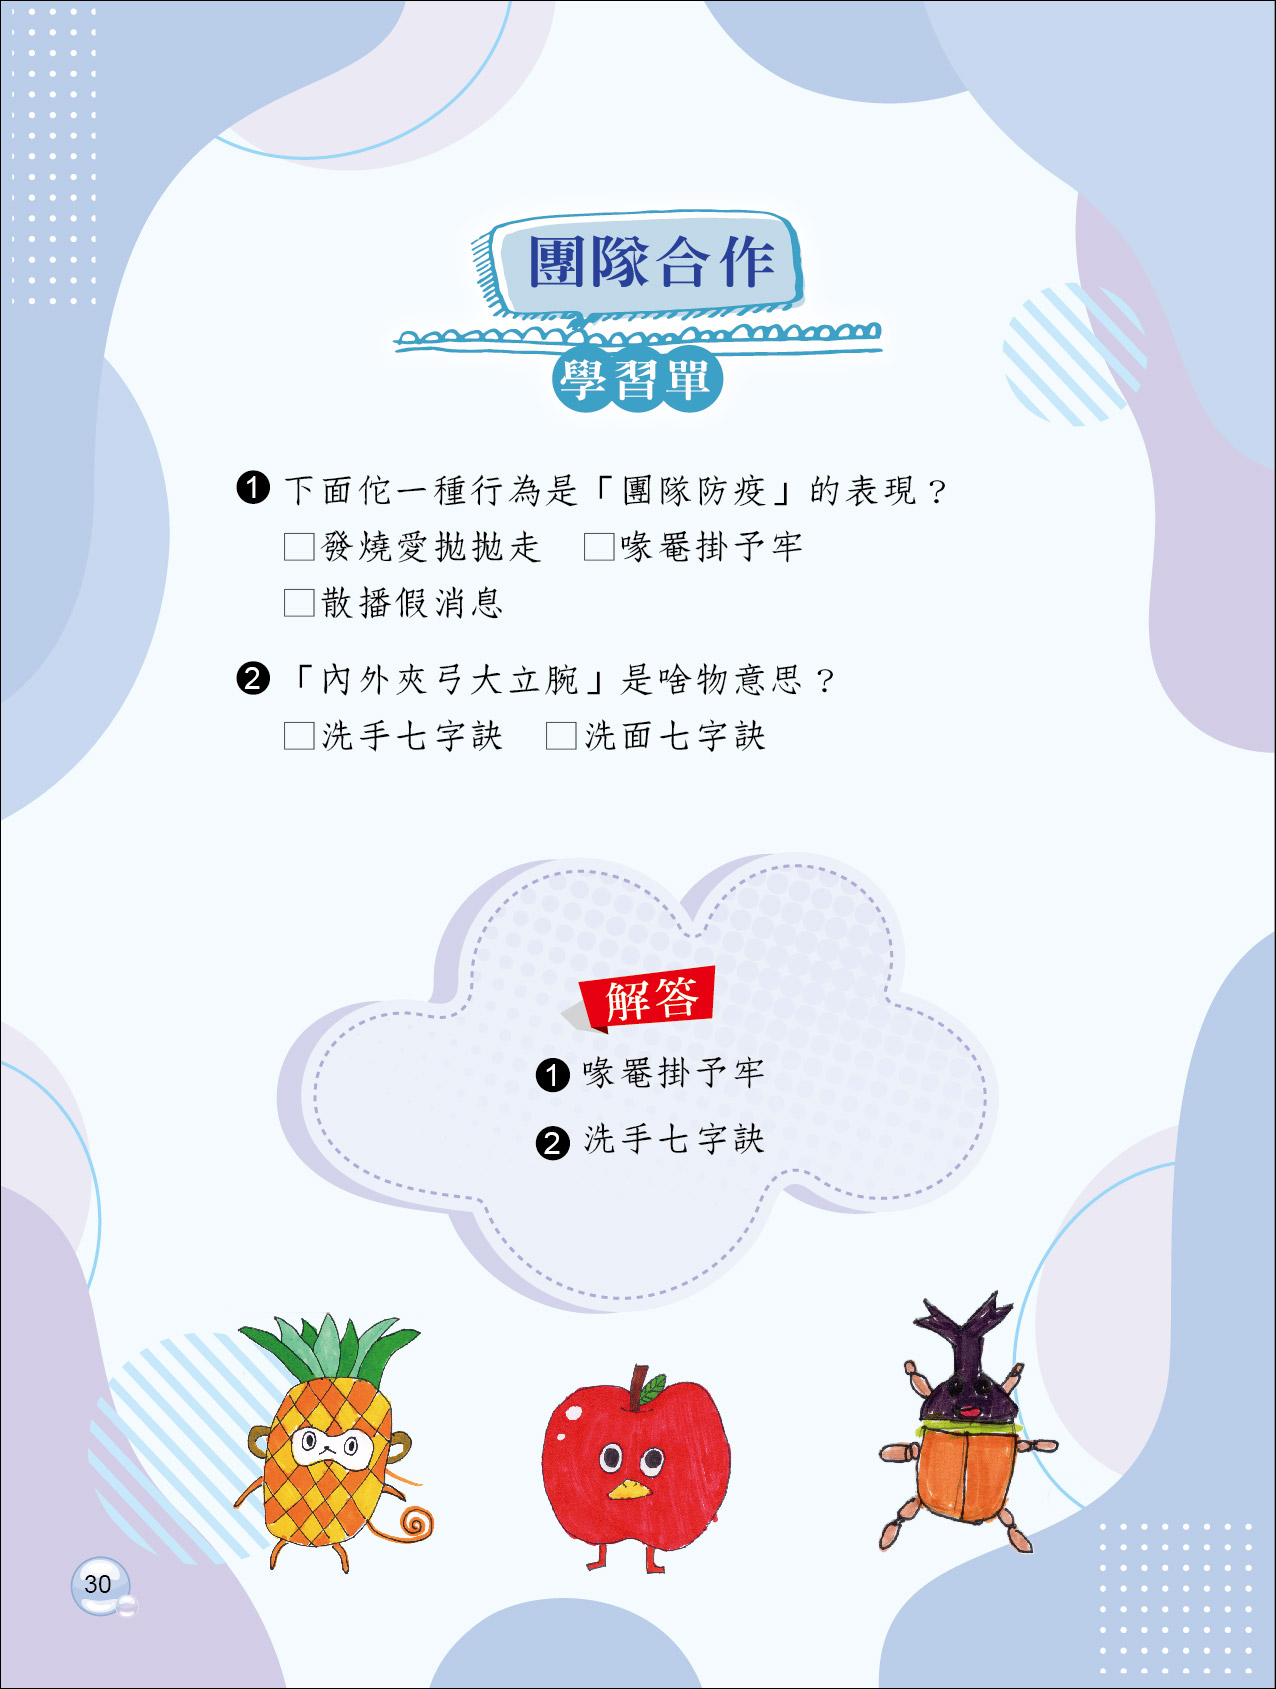 團隊合作
學習單
❶ 下面佗一種行為是「團隊防疫」的表現？
□發燒愛拋拋走　□喙罨掛予牢
□散播假消息
❷ 「內外夾弓大立腕」是啥物意思？
□洗手七字訣　□洗面七字訣
解答
❶ 喙罨掛予牢
❷ 洗手七字訣
30